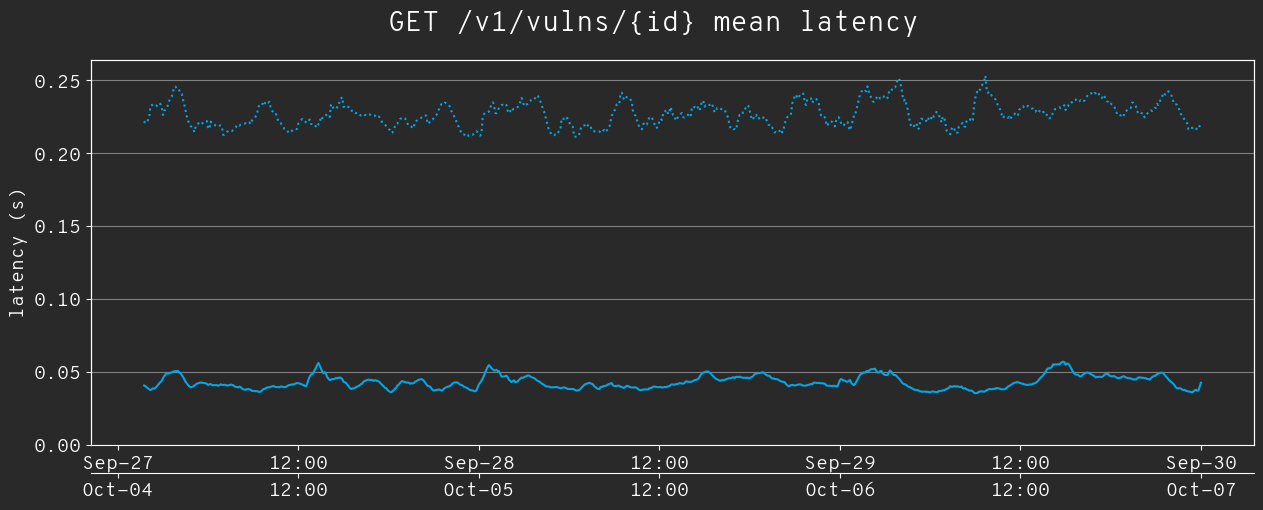 GET /v1/vulns/{id} mean latency
0.25
0.20
0.15
latency (s)
0.10
0.05
0.00
Sep-27 12:00 Sep-28 12:00 Sep-29 12:00 Sep-30
Oct-04 12:00 Oct-05 12:00 Oct-06 12:00 Oct-07